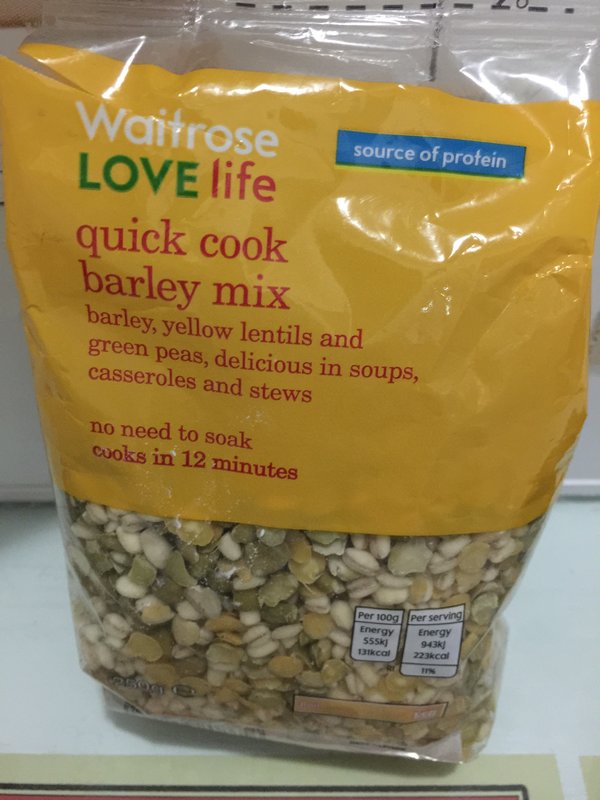 Waitrose
LOVE life
source of protein
quick cook
barley mix
barley, yellow lentils and
green peas, delicious in soups,
casseroles and stews
no need to soak
cooks in 12 minutes
Per 100g
Energy
555kj
131kcal
Per serving
Energy
943kj
223kcal
11%
250g e